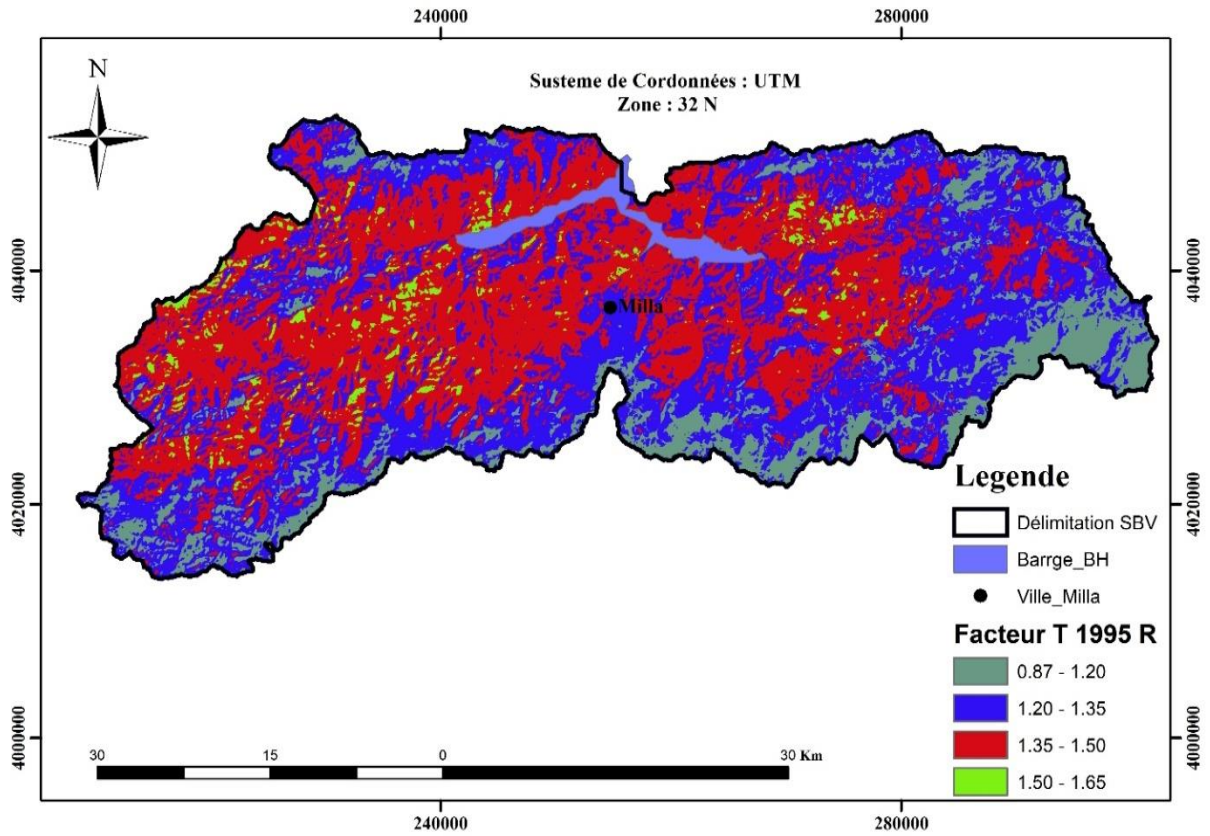 240000
280000
N
Susteme de Cordonnées : UTM
Zone : 32 N
4040000
4040000
Milla
4020000
4020000
4000000
4000000
Legende
Délimitation SBV
Barrge_BH
Ville_Milla
Facteur T 1995 R
0.87 - 1.20
1.20 - 1.35
1.35 - 1.50
1.50 - 1.65
30
15
0
30 Km
240000
280000